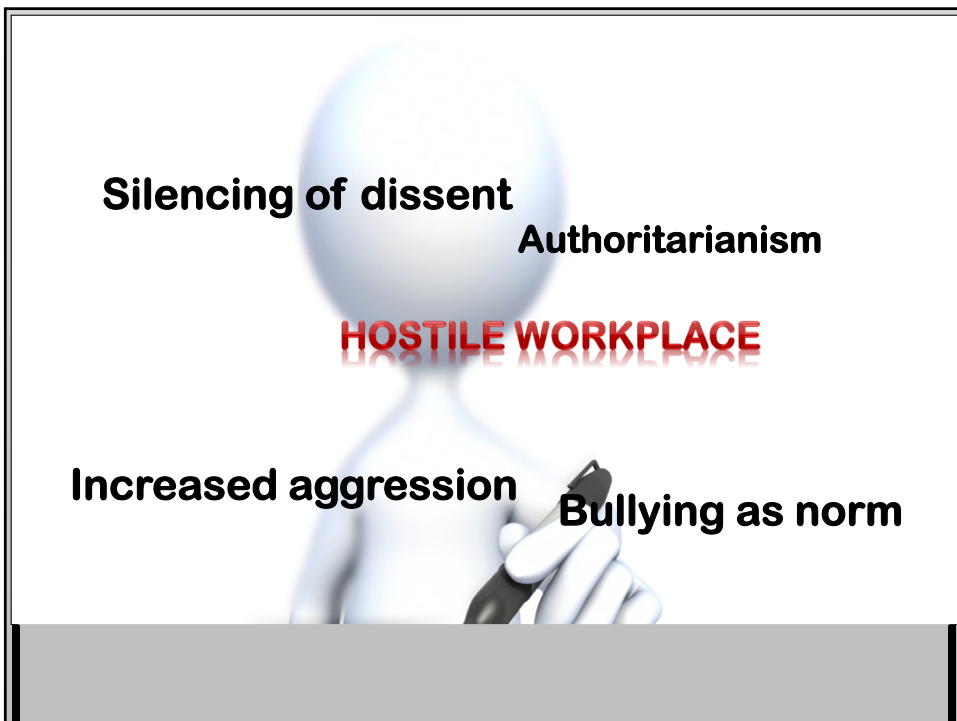 Silencing of dissent
Authoritarianism
HOSTILE WORKPLACE
Increased aggression
Bullying as norm